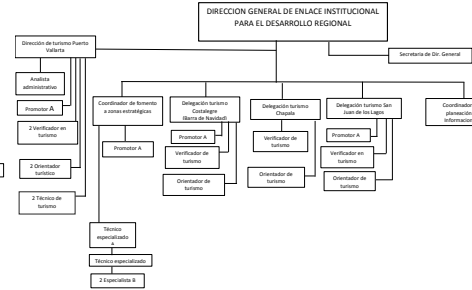 DIRECCION GENERAL DE ENLACE INSTITUCIONAL
PARA EL DESARROLLO REGIONAL
Dirección de turismo Puerto
Vallarta
Secretaria de Dir. General
Analista
administrativo
Promotor A
2 Verificador en
turismo
2 Orientador
turístico
2 Técnico de
turismo
Coordinador de fomento
a zonas estratégicas
Promotor A
Técnico
especializado
A
Técnico especializado
2 Especialista B
Delegación turismo
Costalegre
(Barra de Navidad)
Promotor A
Verificador de
turismo
Orientador de
turismo
Delegación turismo
Chapala
Verificador de
turismo
Orientador de
turismo
Delegación turismo San
Juan de los Lagos
Promotor A
Verificador en
turismo
Orientador de
turismo
Coordinador
planeación
Informacion